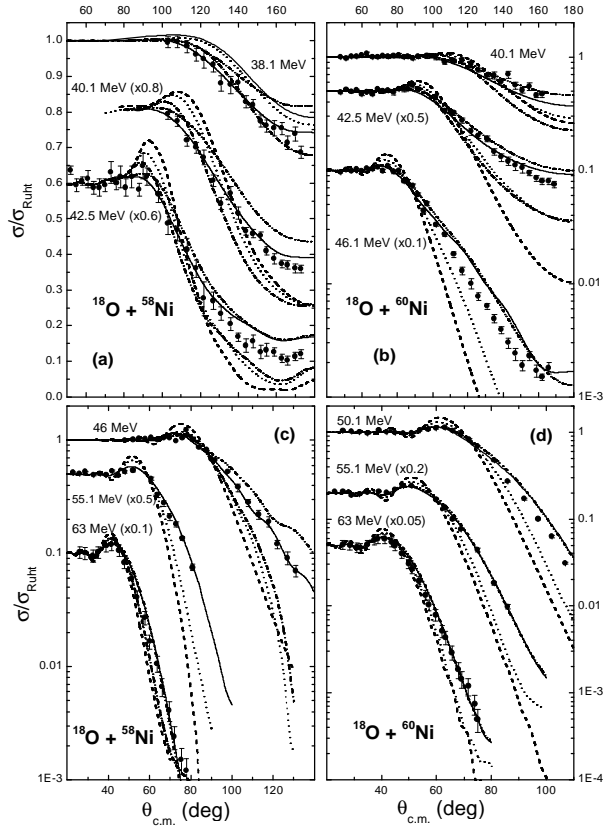 20 40 60 80 100 120 140 160
20 40 60 80 100 120 140 160 180
1.0
0.9
0.8
0.7
0.6
0.5
0.4
0.3
0.2
0.1
0.0
σ/σRuht
38.1 MeV
40.1 MeV (x0.8)
42.5 MeV (x0.6)
18O + 58Ni
(a)
40.1 MeV
42.5 MeV (x0.5)
46.1 MeV (x0.1)
18O + 60Ni
(b)
1
0.1
0.01
1E-3
46 MeV
(c)
55.1 MeV (x0.5)
63 MeV (x0.1)
18O + 58Ni
1
0.1
0.01
1E-3
σ/σRuht
50.1 MeV
(d)
55.1 MeV (x0.2)
63 MeV (x0.05)
18O + 60Ni
1
0.1
0.01
1E-3
1E-4
20 40 60 80 100 120
20 40 60 80 100
θc.m. (deg)
θc.m. (deg)